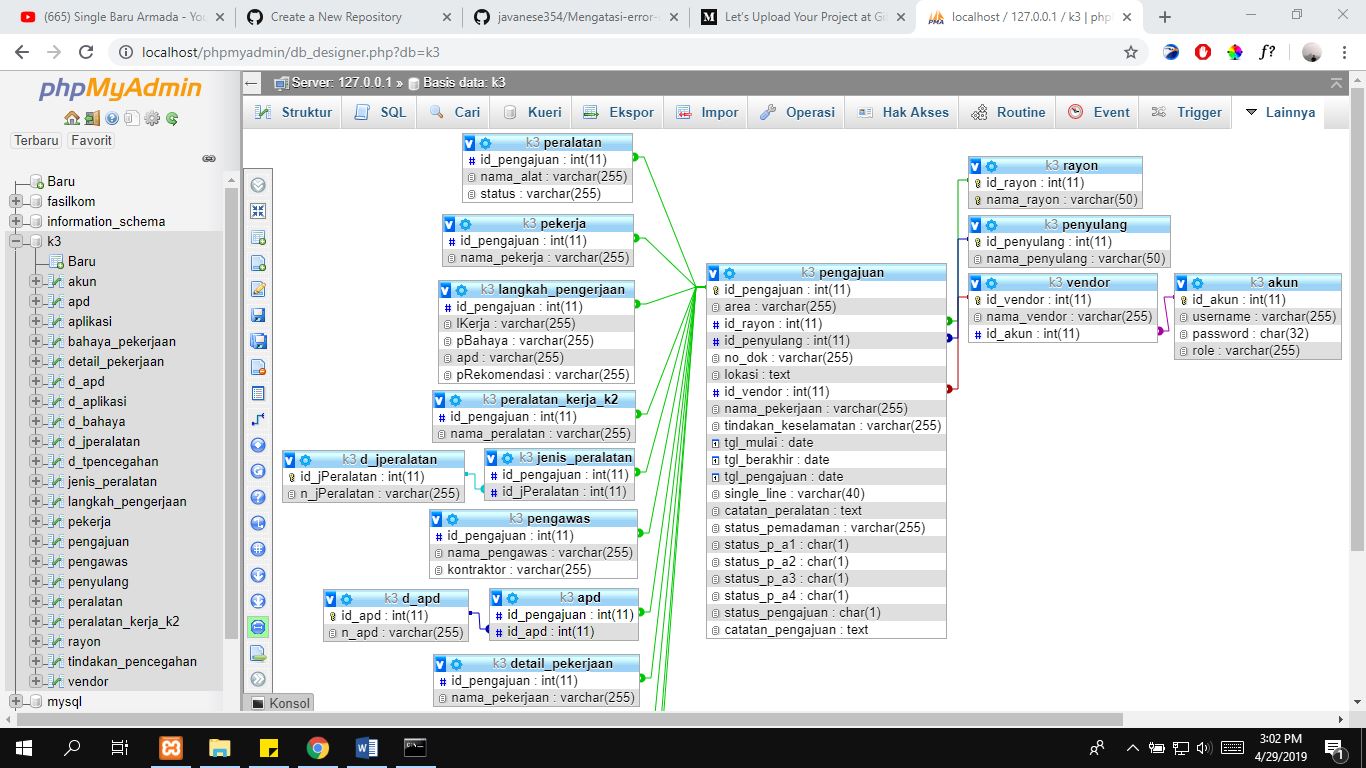 (665) Single Baru Armada - You
Create a New Repository
javanese354/Mengatasi-error-
Let's Upload Your Project at Git
localhost / 127.0.0.1 / k3 | php
localhost/phpmyadmin/db_designer.php?db=k3
f?
phpMyAdmin
Terbaru
Favorit
Baru
fasilkom
information_schema
k3
Baru
akun
apd
aplikasi
bahaya_pekerjaan
detail_pekerjaan
d_apd
d_aplikasi
d_bahaya
d_jperalatan
d_tpencegahan
jenis_peralatan
langkah_pengerjaan
pekerja
pengajuan
pengawas
penyulang
peralatan
peralatan_kerja_k2
rayon
tindakan_pencegahan
vendor
mysql
Server: 127.0.0.1 » Basis data: k3
Struktur
SQL
Cari
Kueri
Ekspor
Impor
Operasi
Hak Akses
Routine
Event
Trigger
Lainnya
k3 peralatan
id_pengajuan : int(11)
nama_alat : varchar(255)
status : varchar(255)
k3 pekerja
id_pengajuan : int(11)
nama_pekerja : varchar(255)
k3 langkah_pengerjaan
id_pengajuan : int(11)
lKerja : varchar(255)
pBahaya : varchar(255)
apd : varchar(255)
pRekomendasi : varchar(255)
k3 peralatan_kerja_k2
id_pengajuan : int(11)
nama_peralatan : varchar(255)
k3 d_jperalatan
id_jPeralatan : int(11)
n_jPeralatan : varchar(255)
k3 jenis_peralatan
id_pengajuan : int(11)
id_jPeralatan : int(11)
k3 pengawas
id_pengajuan : int(11)
nama_pengawas : varchar(255)
kontraktor : varchar(255)
k3 d_apd
id_apd : int(11)
n_apd : varchar(255)
k3 apd
id_pengajuan : int(11)
id_apd : int(11)
k3 detail_pekerjaan
id_pengajuan : int(11)
nama_pekerjaan : varchar(255)
k3 pengajuan
id_pengajuan : int(11)
area : varchar(255)
id_rayon : int(11)
id_penyulang : int(11)
no_dok : varchar(255)
lokasi : text
id_vendor : int(11)
nama_pekerjaan : varchar(255)
tindakan_keselamatan : varchar(255)
tgl_mulai : date
tgl_berakhir : date
tgl_pengajuan : date
single_line : varchar(40)
catatan_peralatan : text
status_pemadaman : varchar(255)
status_p_a1 : char(1)
status_p_a2 : char(1)
status_p_a3 : char(1)
status_p_a4 : char(1)
status_pengajuan : char(1)
catatan_pengajuan : text
k3 rayon
id_rayon : int(11)
nama_rayon : varchar(50)
k3 penyulang
id_penyulang : int(11)
nama_penyulang : varchar(50)
k3 vendor
id_vendor : int(11)
nama_vendor : varchar(255)
id_akun : int(11)
k3 akun
id_akun : int(11)
username : varchar(255)
password : char(32)
role : varchar(255)
Konsol
3:02 PM
4/29/2019